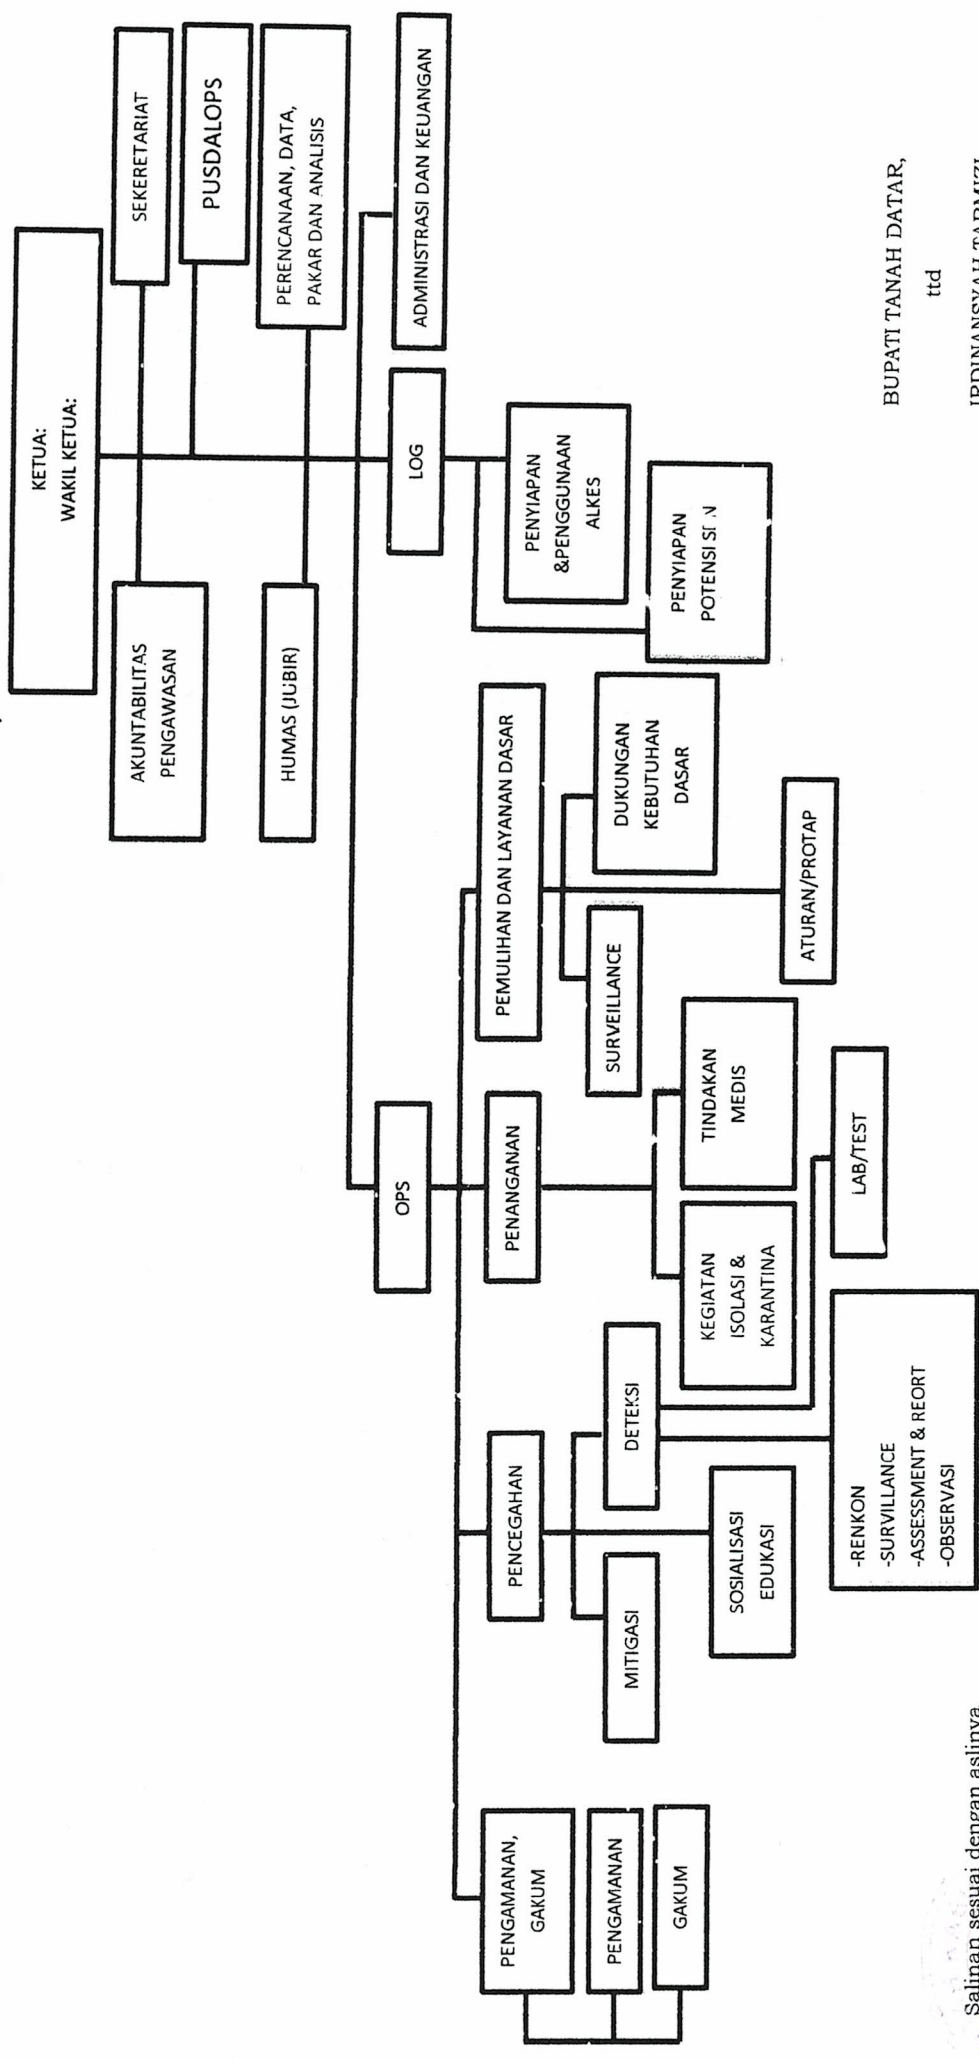 KETUA:
WAKIL KETUA:
AKUNTABILITAS
PENGAWASAN
SEKERETARIAT
PUSDALOPS
HUMAS (JUBIR)
PERENCANAAN, DATA,
PAKAR DAN ANALISIS
OPS
LOG
ADMINISTRASI DAN KEUANGAN
PENGAMANAN,
GAKUM
PENGAMANAN
GAKUM
PENCEGAHAN
MITIGASI
DETEKSI
SOSIALISASI
EDUKASI
-RENKON
-SURVILLANCE
-ASSESSMENT & REORT
-OBSERVASI
LAB/TEST
PENANGANAN
KEGIATAN
ISOLASI &
KARANTINA
TINDAKAN
MEDIS
PEMULIHAN DAN LAYANAN DASAR
SURVEILLANCE
DUKUNGAN
KEBUTUHAN
DASAR
ATURAN/PROTAP
PENYIAPAN
&PENGGUNAAN
ALKES
PENYIAPAN
POTENSI
BUPATI TANAH DATAR,
ttd
Salinan sesuai dengan aslinya